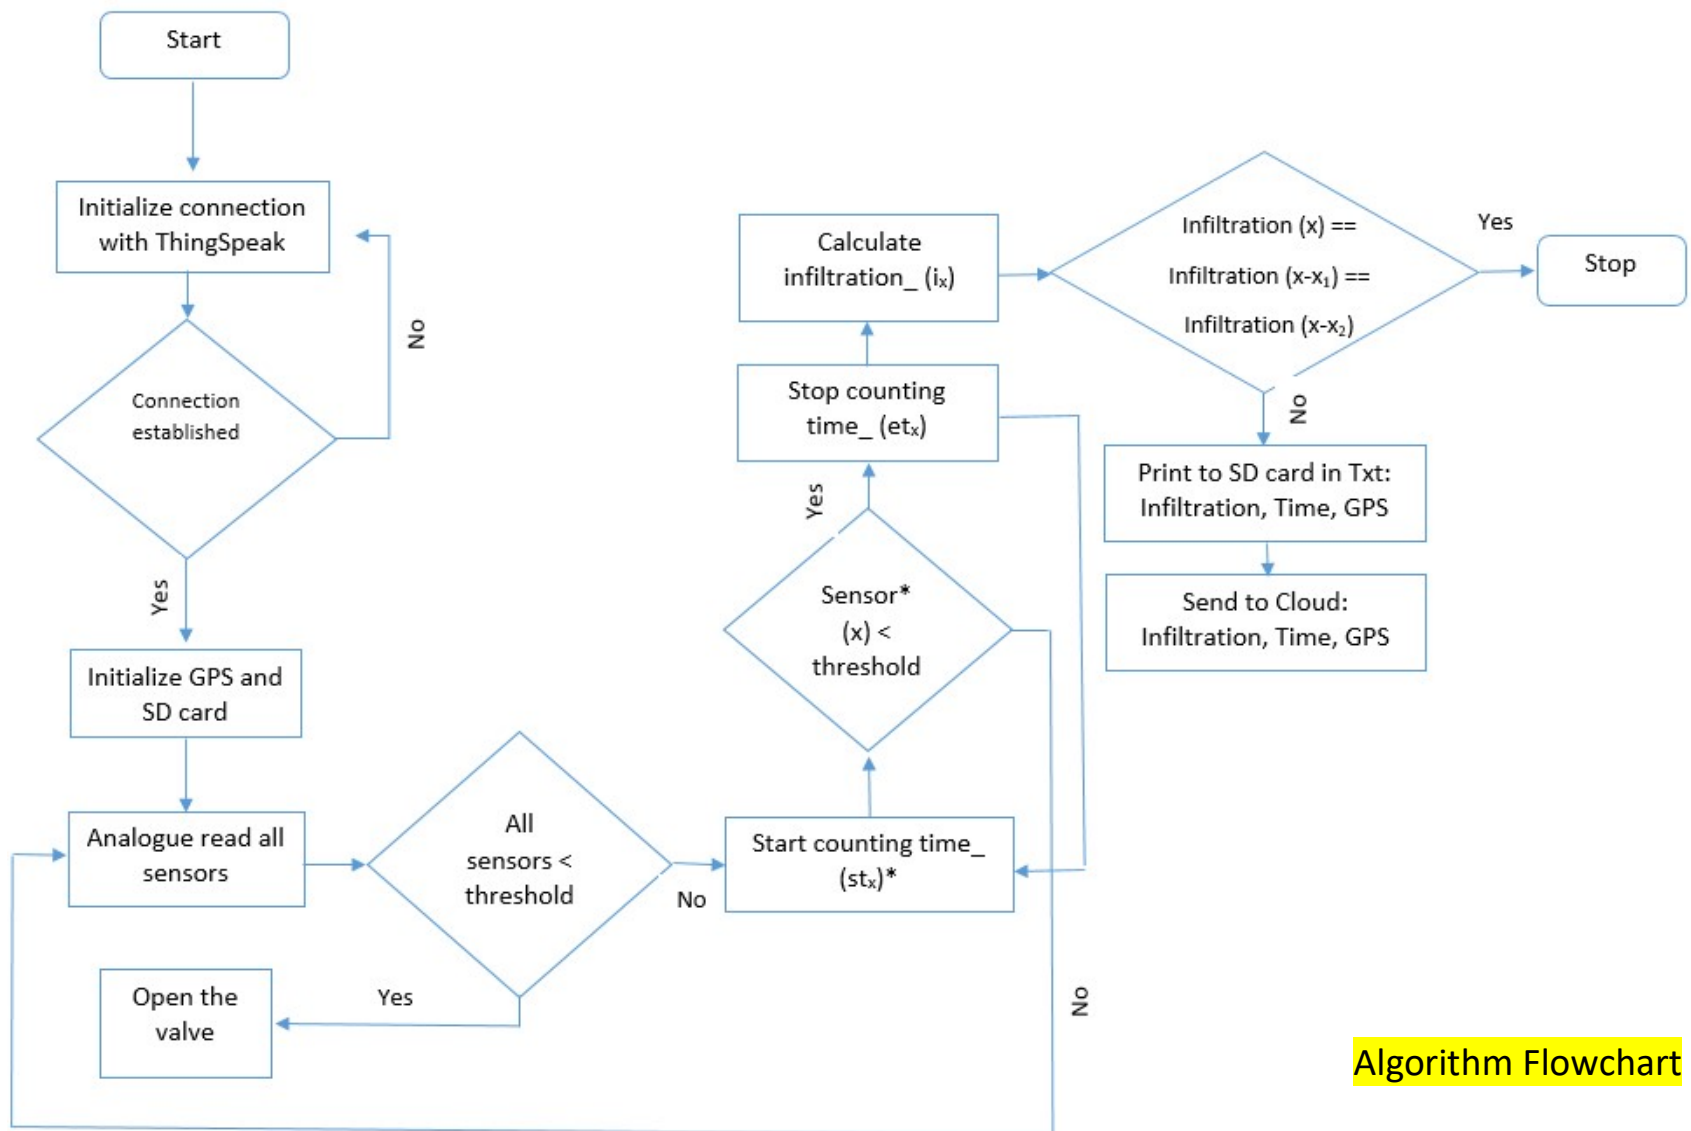 Start
Initialize connection
with ThingSpeak
No
Connection
established
Yes
Initialize GPS and
SD card
Analogue read all
sensors
All
sensors <
threshold
Yes
Open the
valve
No
Start counting time_
(stₓ)*
Sensor*
(x) <
threshold
No
Yes
Stop counting
time_ (etₓ)
Calculate
infiltration_ (iₓ)
Infiltration (x) ==
Infiltration (x-x₁) ==
Infiltration (x-x₂)
Yes
Stop
No
Print to SD card in Txt:
Infiltration, Time, GPS
Send to Cloud:
Infiltration, Time, GPS
Algorithm Flowchart